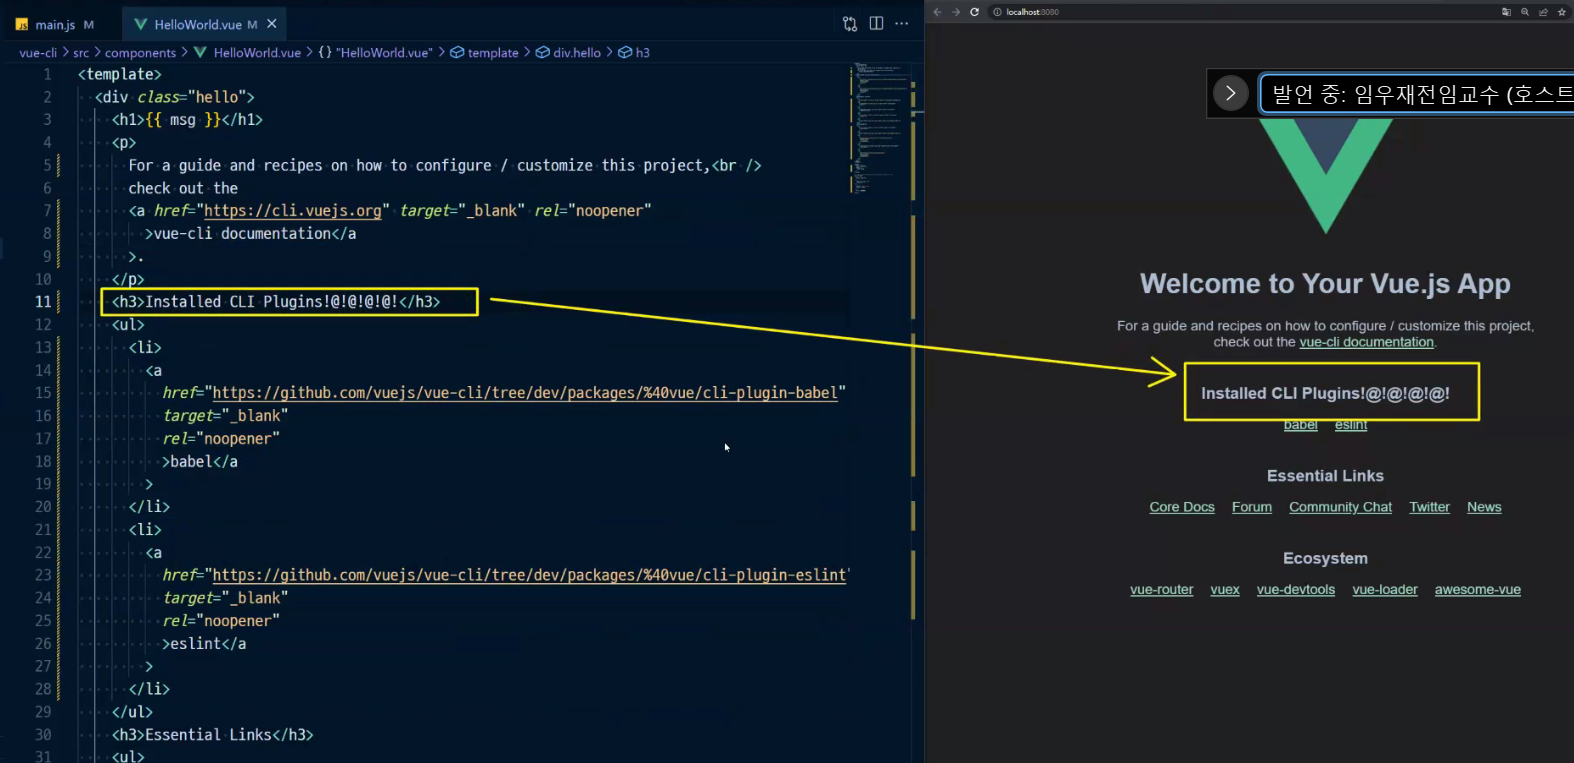 main.js M
HelloWorld.vue M
localhost:8080
vue-cli > src > components > HelloWorld.vue > {} "HelloWorld.vue" > template > div.hello > h3
1 <template>
2 <div class="hello">
3 <h1>{{ msg }}</h1>
4 <p>
5 For a guide and recipes on how to configure / customize this project,<br />
6 check out the
7 <a href="https://cli.vuejs.org" target="_blank" rel="noopener"
8 >vue-cli documentation</a
9 >.
10 </p>
11 <h3>Installed CLI Plugins!@!@!@!@!</h3>
12 <ul>
13 <li>
14 <a
15 href="https://github.com/vuejs/vue-cli/tree/dev/packages/%40vue/cli-plugin-babel"
16 target="_blank"
17 rel="noopener"
18 >babel</a
19 >
20 </li>
21 <li>
22 <a
23 href="https://github.com/vuejs/vue-cli/tree/dev/packages/%40vue/cli-plugin-eslint"
24 target="_blank"
25 rel="noopener"
26 >eslint</a
27 >
28 </li>
29 </ul>
30 <h3>Essential Links</h3>
31 <ul>
발언 중: 임우재전임교수 (호스트
Welcome to Your Vue.js App
For a guide and recipes on how to configure / customize this project,
check out the vue-cli documentation.
Installed CLI Plugins!@!@!@!@!
babel eslint
Essential Links
Core Docs Forum Community Chat Twitter News
Ecosystem
vue-router vuex vue-devtools vue-loader awesome-vue